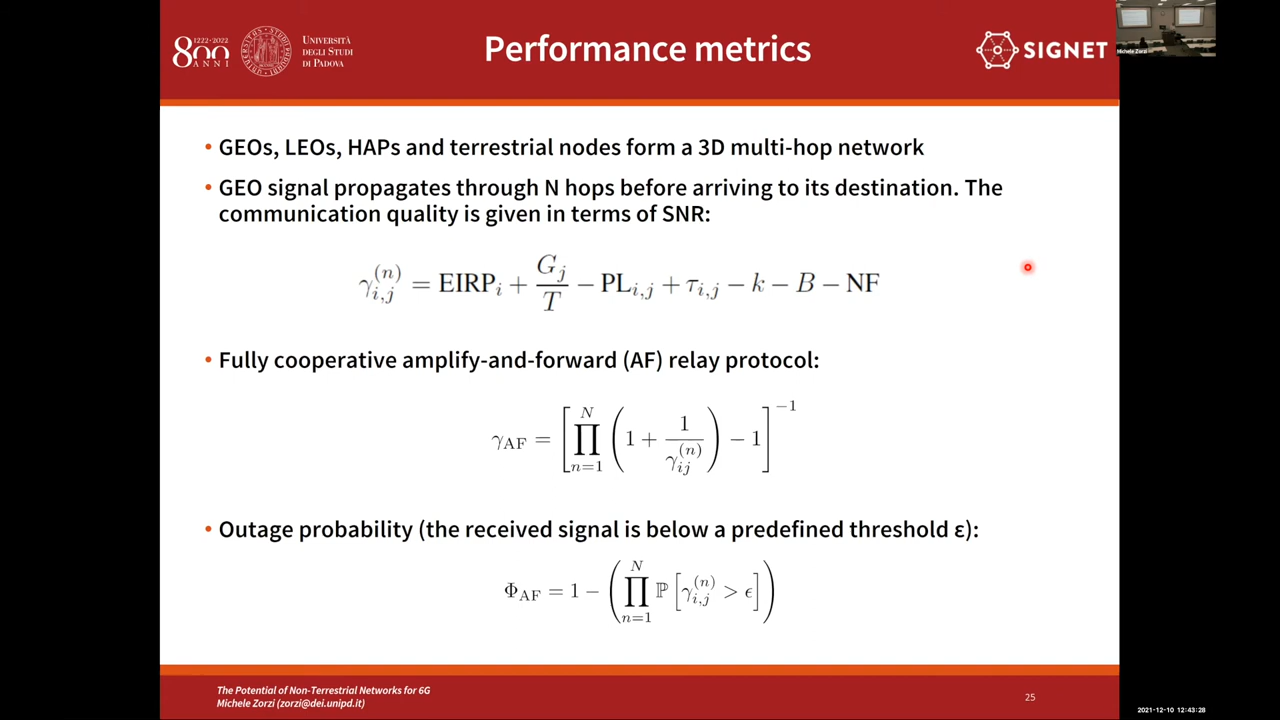 800
1222-2022
ANNI
UNIVERSITÀ
DEGLI STUDI
DI PADOVA
Performance metrics
SIGNET
Michele Zorzi
• GEOs, LEOs, HAPs and terrestrial nodes form a 3D multi-hop network
• GEO signal propagates through N hops before arriving to its destination. The
communication quality is given in terms of SNR:
γ_{i,j}^{(n)} = EIRP_i + G_j/T − PL_{i,j} + τ_{i,j} − k − B − NF
• Fully cooperative amplify-and-forward (AF) relay protocol:
γ_AF = [∏_{n=1}^{N} (1 + 1/γ_{ij}^{(n)}) − 1]^{−1}
• Outage probability (the received signal is below a predefined threshold ε):
Φ_AF = 1 − (∏_{n=1}^{N} ℙ[γ_{i,j}^{(n)} > ϵ])
The Potential of Non-Terrestrial Networks for 6G
Michele Zorzi (zorzi@dei.unipd.it)
25
2021-12-10 12:43:28